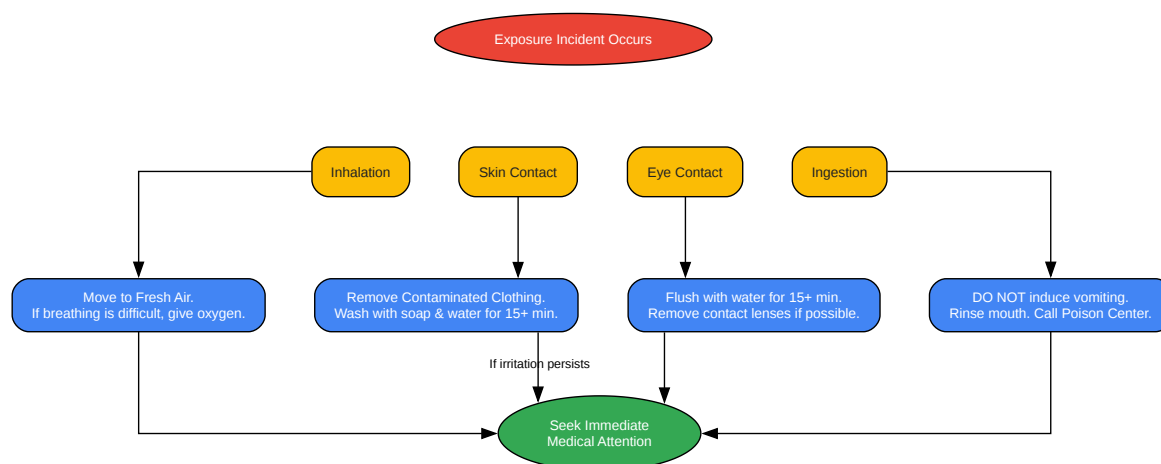 Exposure Incident Occurs
Inhalation
Skin Contact
Eye Contact
Ingestion
Move to Fresh Air.
If breathing is difficult, give oxygen.
Remove Contaminated Clothing.
Wash with soap & water for 15+ min.
Flush with water for 15+ min.
Remove contact lenses if possible.
DO NOT induce vomiting.
Rinse mouth. Call Poison Center.
If irritation persists
Seek Immediate
Medical Attention